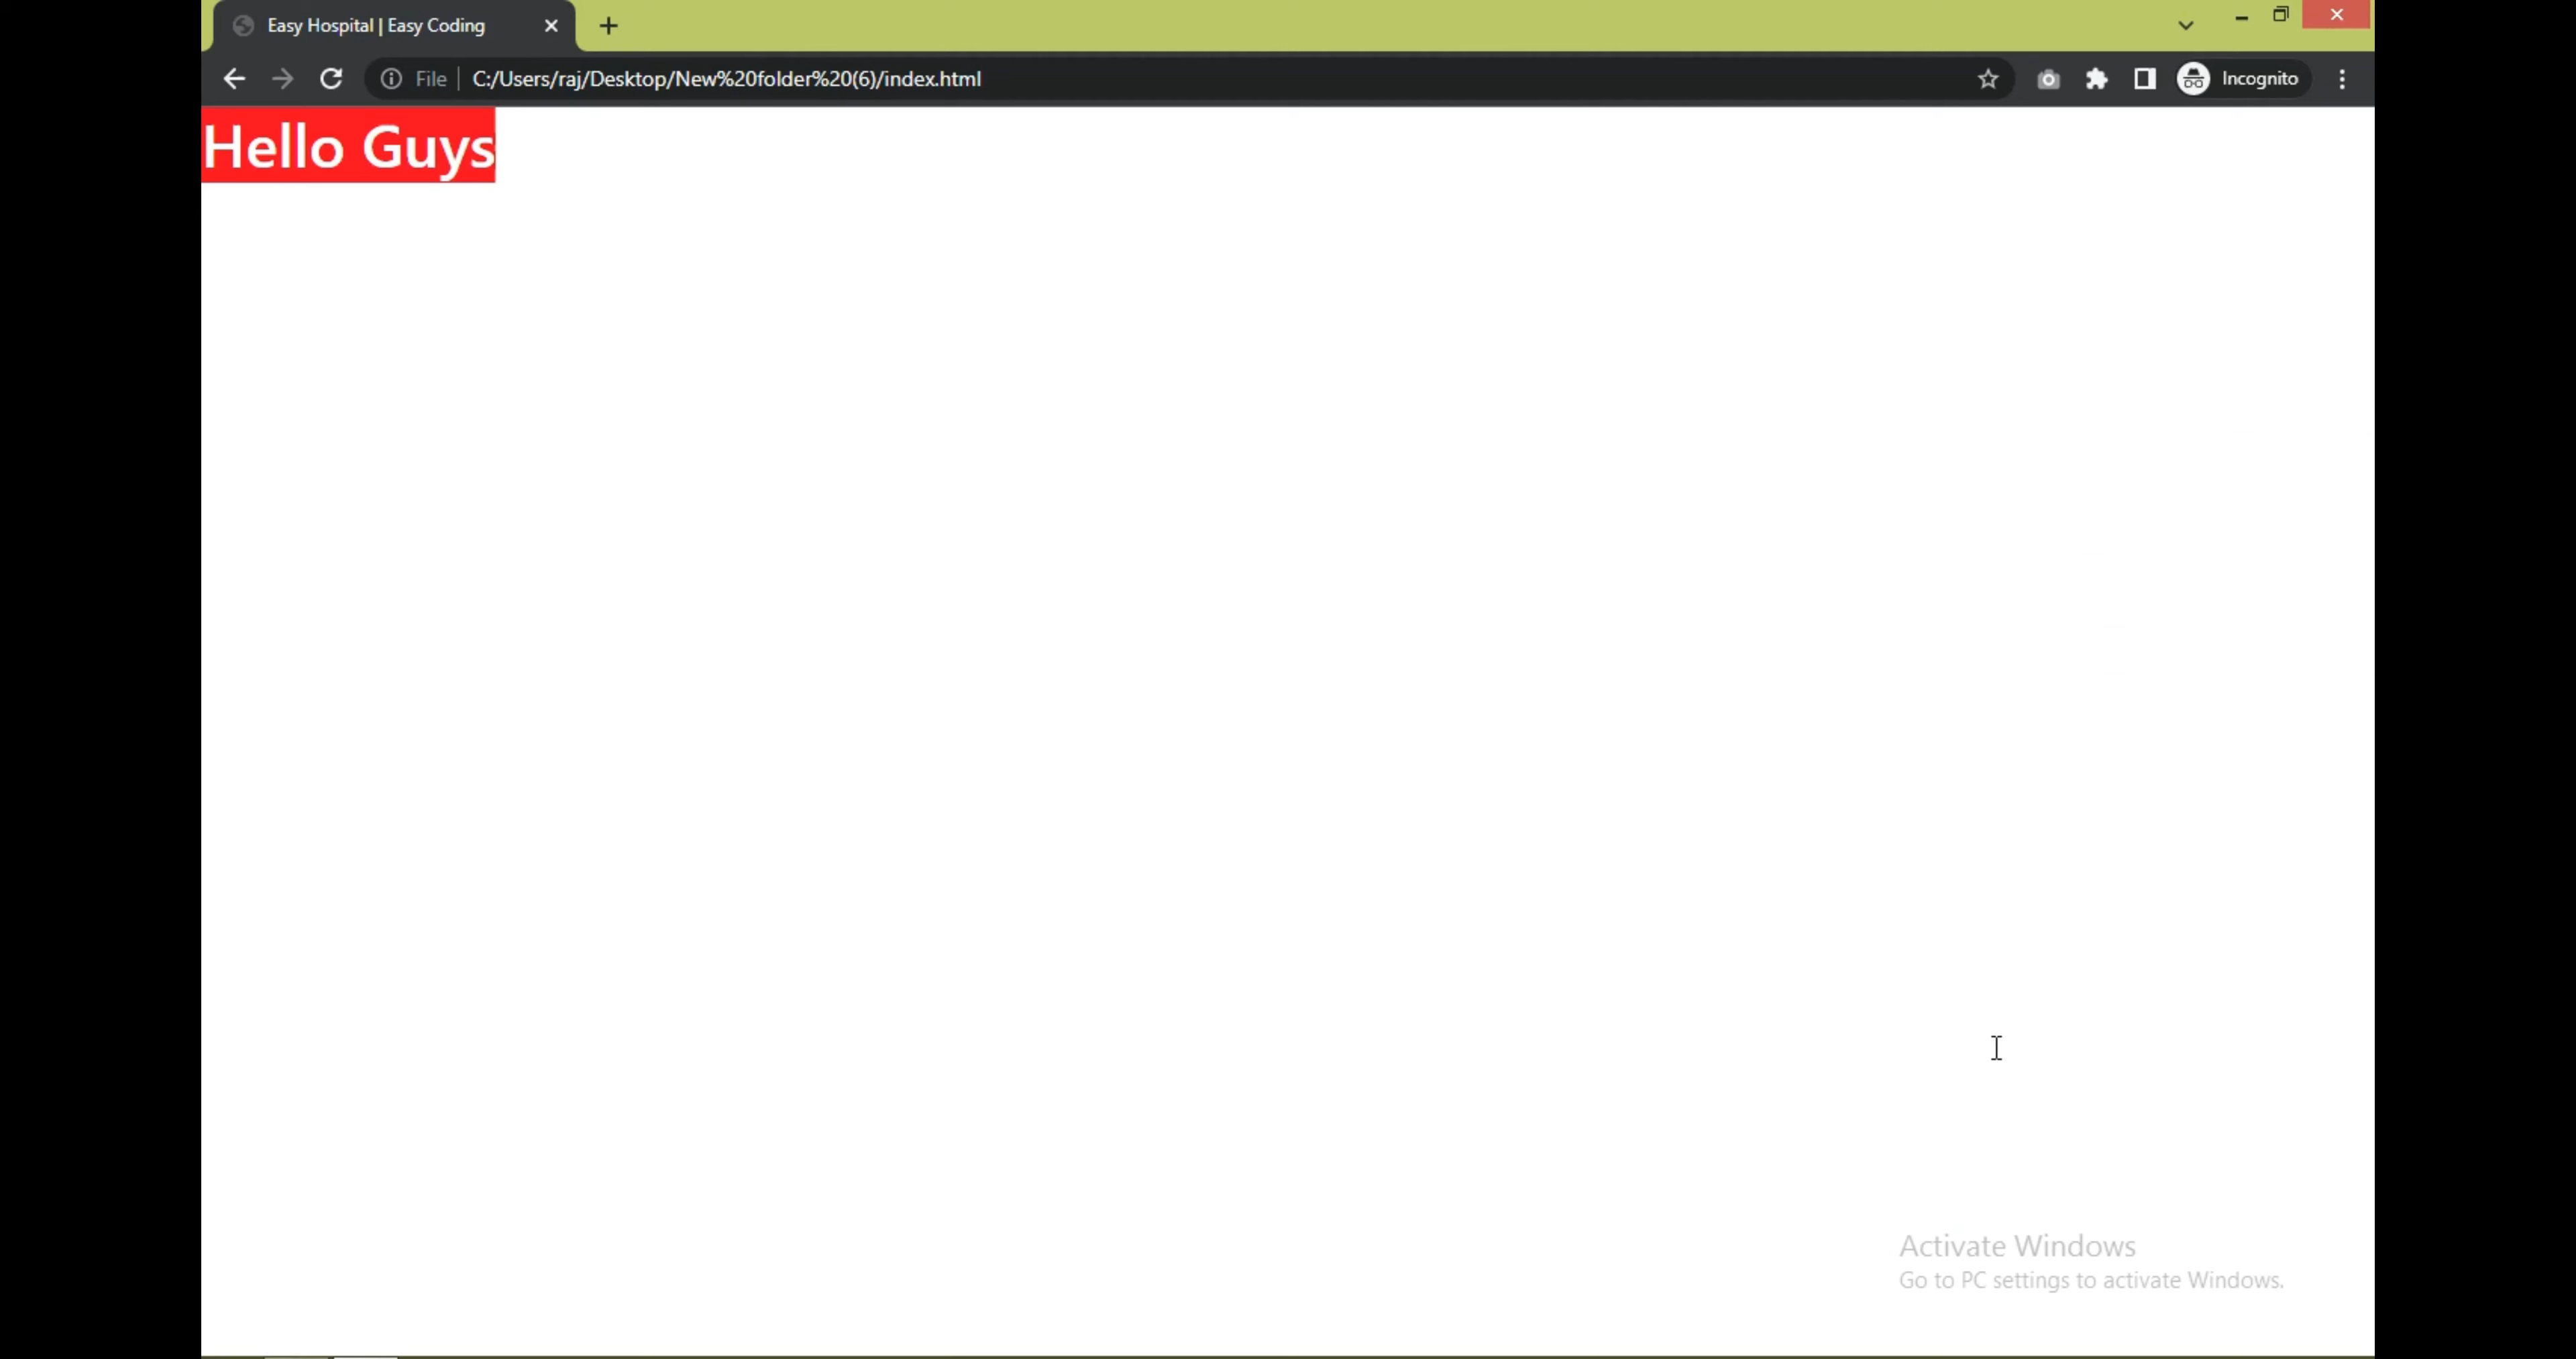 Easy Hospital | Easy Coding
File C:/Users/raj/Desktop/New%20folder%20(6)/index.html
Incognito
Hello Guys
Activate Windows
Go to PC settings to activate Windows.